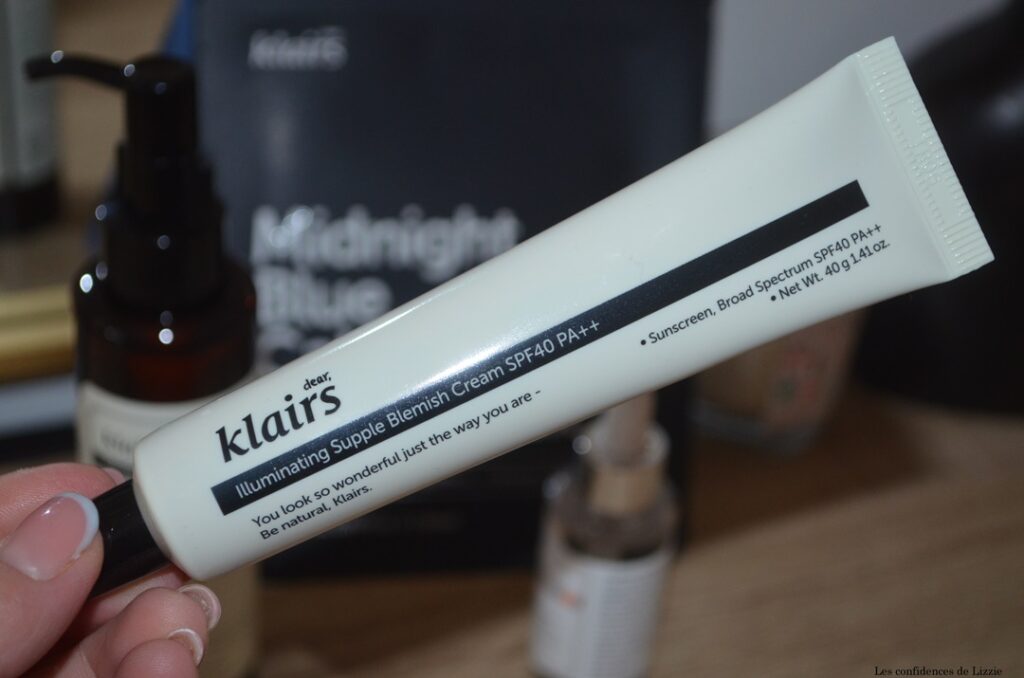 klairs
Midnight
Blue
dear,
klairs
Illuminating Supple Blemish Cream SPF40 PA++
You look so wonderful just the way you are -
Be natural, Klairs.
• Sunscreen, Broad Spectrum SPF40 PA++
• Net Wt. 40 g 1.41 oz.
Les confidences de Lizzie